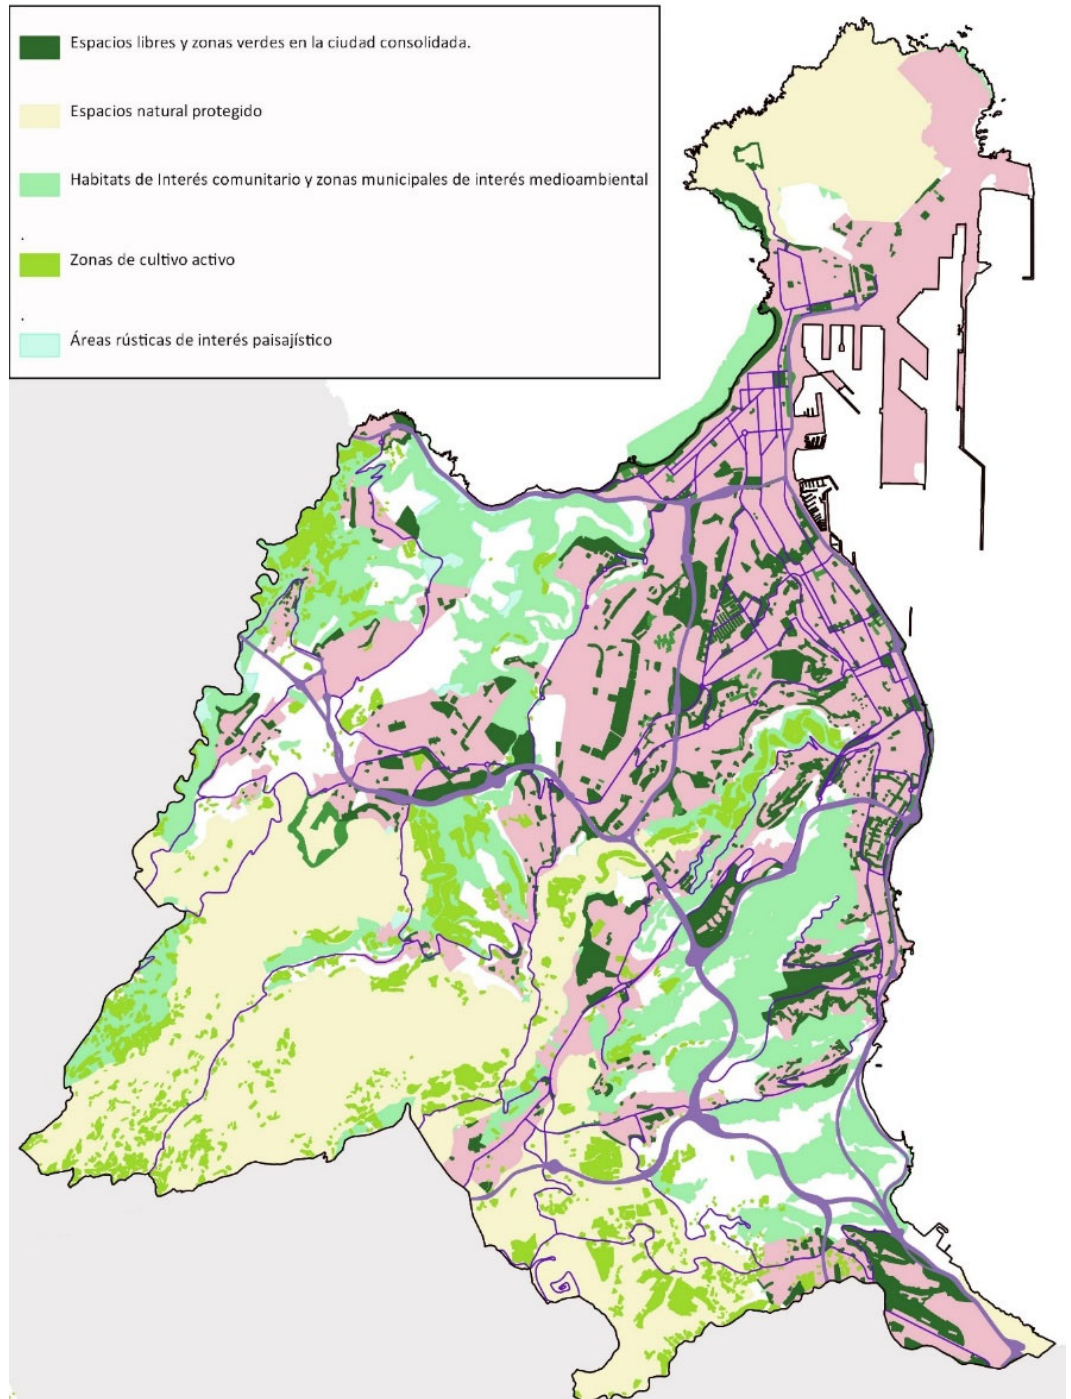 Espacios libres y zonas verdes en la ciudad consolidada.
Espacios natural protegido
Habitats de Interés comunitario y zonas municipales de interés medioambiental
.
Zonas de cultivo activo
.
Áreas rústicas de interés paisajístico